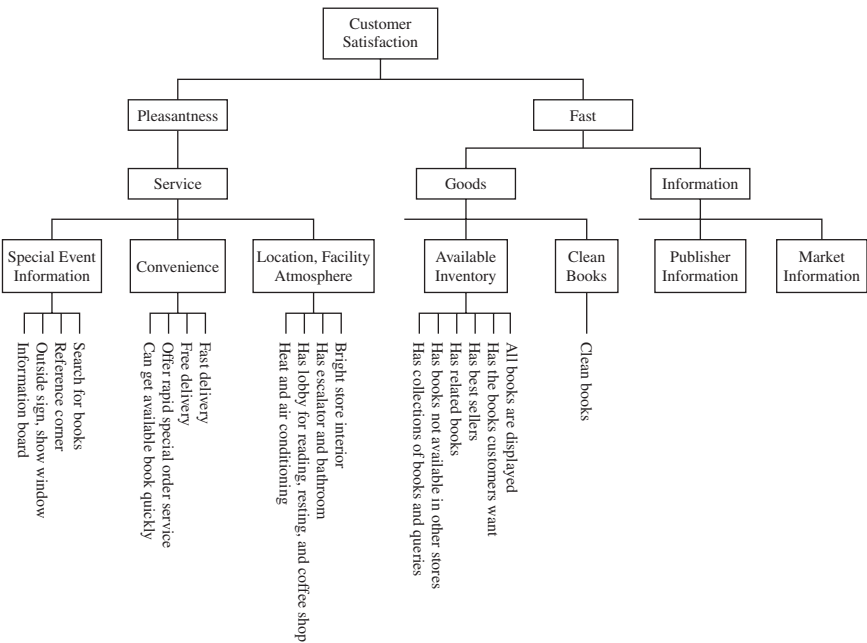 Customer
Satisfaction
Pleasantness
Fast
Service
Goods
Information
Special Event
Information
Convenience
Location, Facility
Atmosphere
Available
Inventory
Clean
Books
Publisher
Information
Market
Information
Search for books
Reference corner
Outside sign, show window
Information board
Fast delivery
Free delivery
Offer rapid special order service
Can get available book quickly
Bright store interior
Has escalator and bathroom
Has lobby for reading, resting, and coffee shop
Heat and air conditioning
All books are displayed
Has the books customers want
Has best sellers
Has related books
Has books not available in other stores
Has collections of books and queries
Clean books